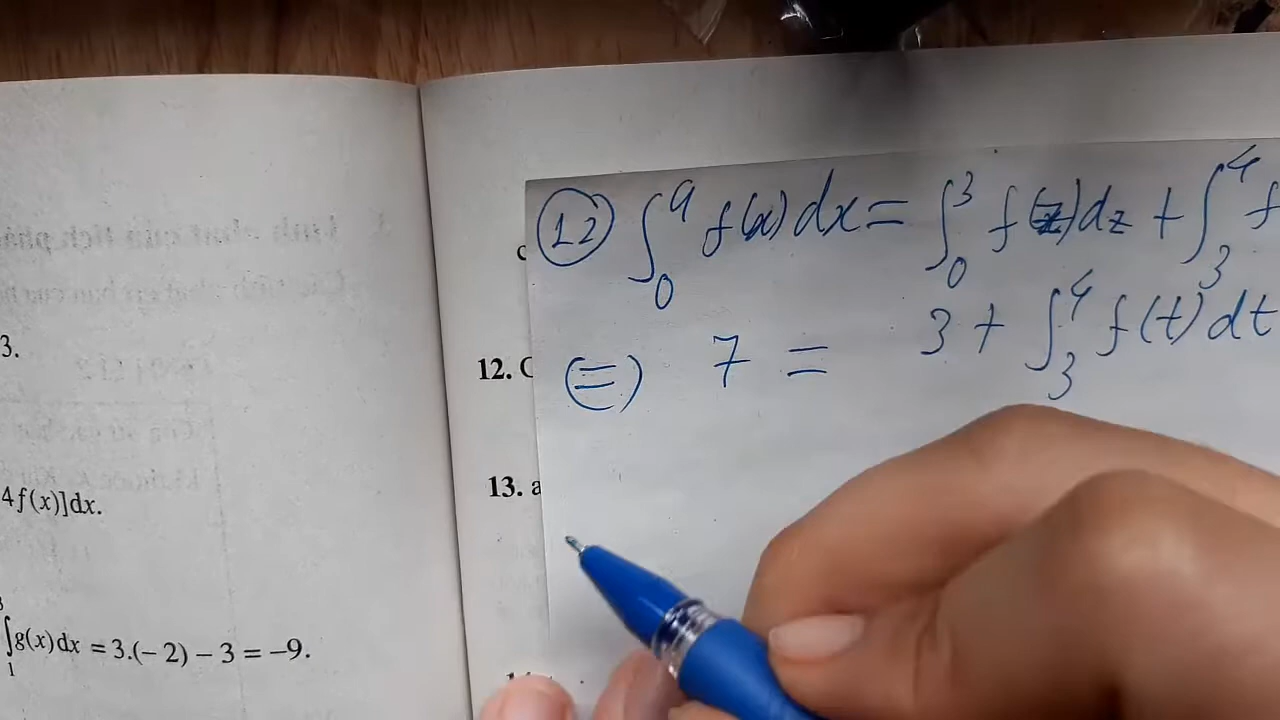 3.
4f(x)]dx.
∫₁ g(x)dx = 3.(– 2) – 3 = –9.
12.
13. a
(12) ∫₀⁴ f(x) dx = ∫₀³ f(z) dz + ∫₃⁴ f
(=) 7 = 3 + ∫₃⁴ f(t) dt